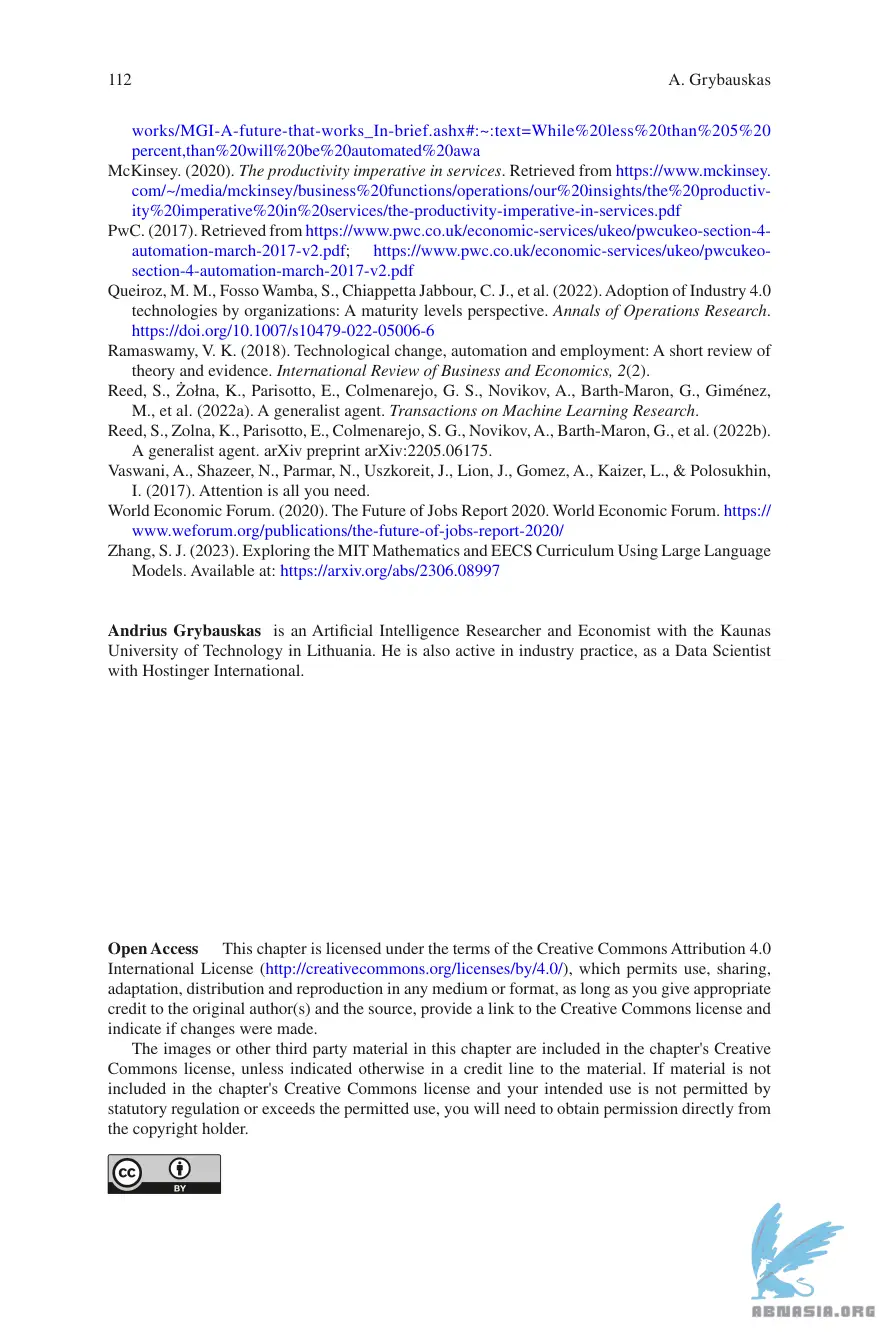 112 A. Grybauskas
works/MGI-A-future-that-works_In-brief.ashx#:~:text=While%20less%20than%205%20
percent,than%20will%20be%20automated%20awa
McKinsey. (2020). The productivity imperative in services. Retrieved from https://www.mckinsey.
com/~/media/mckinsey/business%20functions/operations/our%20insights/the%20productiv-
ity%20imperative%20in%20services/the-productivity-imperative-in-services.pdf
PwC. (2017). Retrieved from https://www.pwc.co.uk/economic-services/ukeo/pwcukeo-section-4-
automation-march-2017-v2.pdf; https://www.pwc.co.uk/economic-services/ukeo/pwcukeo-
section-4-automation-march-2017-v2.pdf
Queiroz, M. M., Fosso Wamba, S., Chiappetta Jabbour, C. J., et al. (2022). Adoption of Industry 4.0
technologies by organizations: A maturity levels perspective. Annals of Operations Research.
https://doi.org/10.1007/s10479-022-05006-6
Ramaswamy, V. K. (2018). Technological change, automation and employment: A short review of
theory and evidence. International Review of Business and Economics, 2(2).
Reed, S., Żołna, K., Parisotto, E., Colmenarejo, G. S., Novikov, A., Barth-Maron, G., Giménez,
M., et al. (2022a). A generalist agent. Transactions on Machine Learning Research.
Reed, S., Zolna, K., Parisotto, E., Colmenarejo, S. G., Novikov, A., Barth-Maron, G., et al. (2022b).
A generalist agent. arXiv preprint arXiv:2205.06175.
Vaswani, A., Shazeer, N., Parmar, N., Uszkoreit, J., Lion, J., Gomez, A., Kaizer, L., & Polosukhin,
I. (2017). Attention is all you need.
World Economic Forum. (2020). The Future of Jobs Report 2020. World Economic Forum. https://
www.weforum.org/publications/the-future-of-jobs-report-2020/
Zhang, S. J. (2023). Exploring the MIT Mathematics and EECS Curriculum Using Large Language
Models. Available at: https://arxiv.org/abs/2306.08997
Andrius Grybauskas is an Artificial Intelligence Researcher and Economist with the Kaunas
University of Technology in Lithuania. He is also active in industry practice, as a Data Scientist
with Hostinger International.
Open Access This chapter is licensed under the terms of the Creative Commons Attribution 4.0
International License (http://creativecommons.org/licenses/by/4.0/), which permits use, sharing,
adaptation, distribution and reproduction in any medium or format, as long as you give appropriate
credit to the original author(s) and the source, provide a link to the Creative Commons license and
indicate if changes were made.
The images or other third party material in this chapter are included in the chapter's Creative
Commons license, unless indicated otherwise in a credit line to the material. If material is not
included in the chapter's Creative Commons license and your intended use is not permitted by
statutory regulation or exceeds the permitted use, you will need to obtain permission directly from
the copyright holder.
cc
BY
ABNASIA.ORG